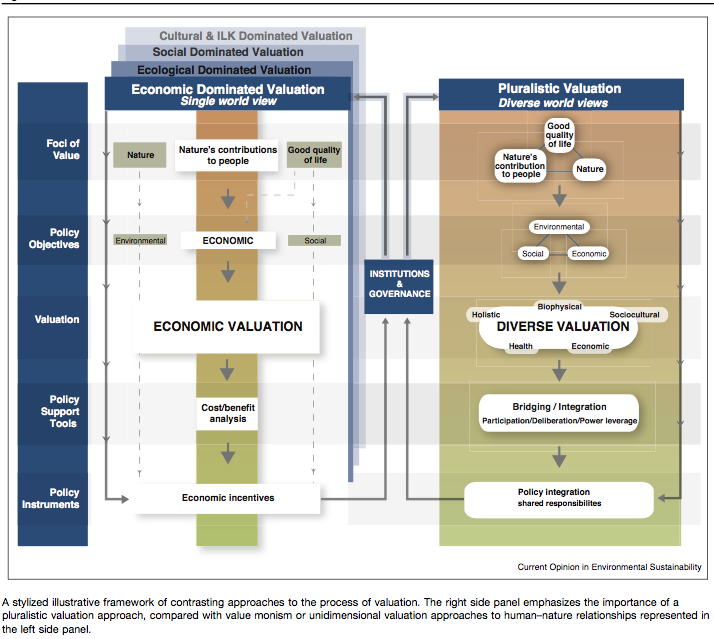 Cultural & ILK Dominated Valuation
Social Dominated Valuation
Ecological Dominated Valuation
Economic Dominated Valuation
Single world view
Pluralistic Valuation
Diverse world views
Foci of
Value
Nature
Nature's contributions
to people
Good quality
of life
Good
quality
of life
Nature's
contribution
to people
Nature
Policy
Objectives
Environmental
ECONOMIC
Social
Environmental
Social
Economic
INSTITUTIONS
&
GOVERNANCE
Valuation
ECONOMIC VALUATION
Biophysical
Holistic
Sociocultural
DIVERSE VALUATION
Health
Economic
Policy
Support
Tools
Cost/benefit
analysis
Bridging / Integration
Participation/Deliberation/Power leverage
Policy
Instruments
Economic incentives
Policy integration
shared responsibilites
Current Opinion in Environmental Sustainability
A stylized illustrative framework of contrasting approaches to the process of valuation. The right side panel emphasizes the importance of a
pluralistic valuation approach, compared with value monism or unidimensional valuation approaches to human–nature relationships represented in
the left side panel.